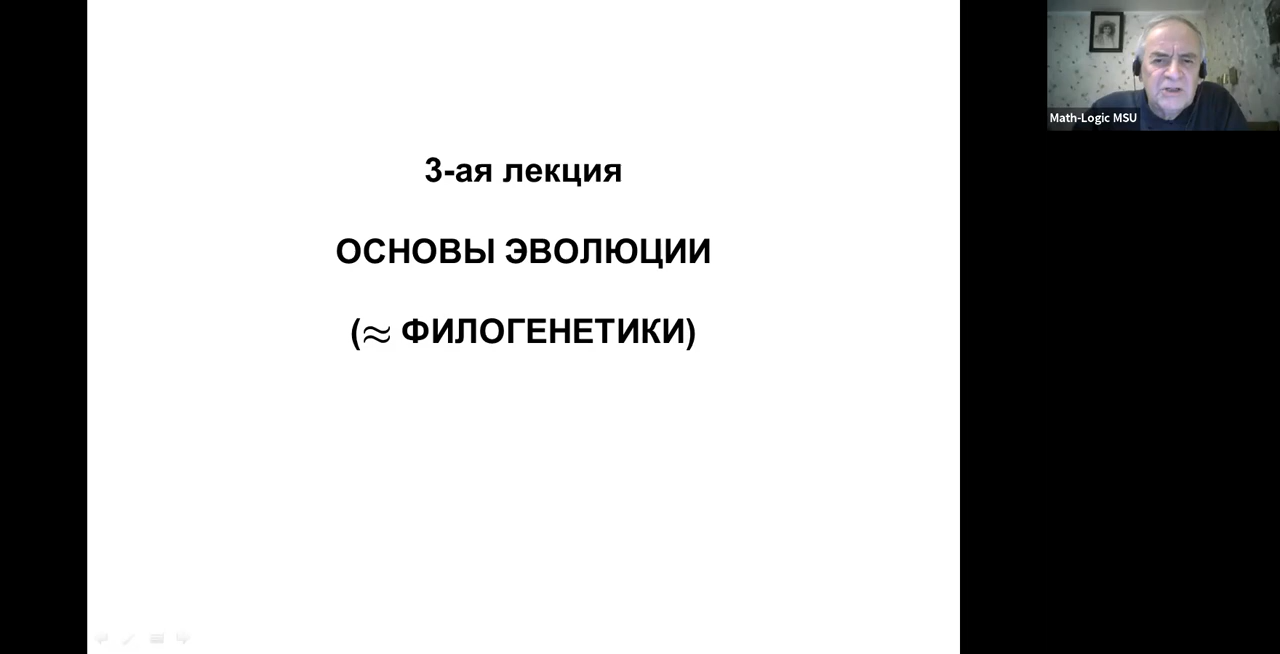 3-ая лекция
ОСНОВЫ ЭВОЛЮЦИИ
(≈ ФИЛОГЕНЕТИКИ)
Math-Logic MSU